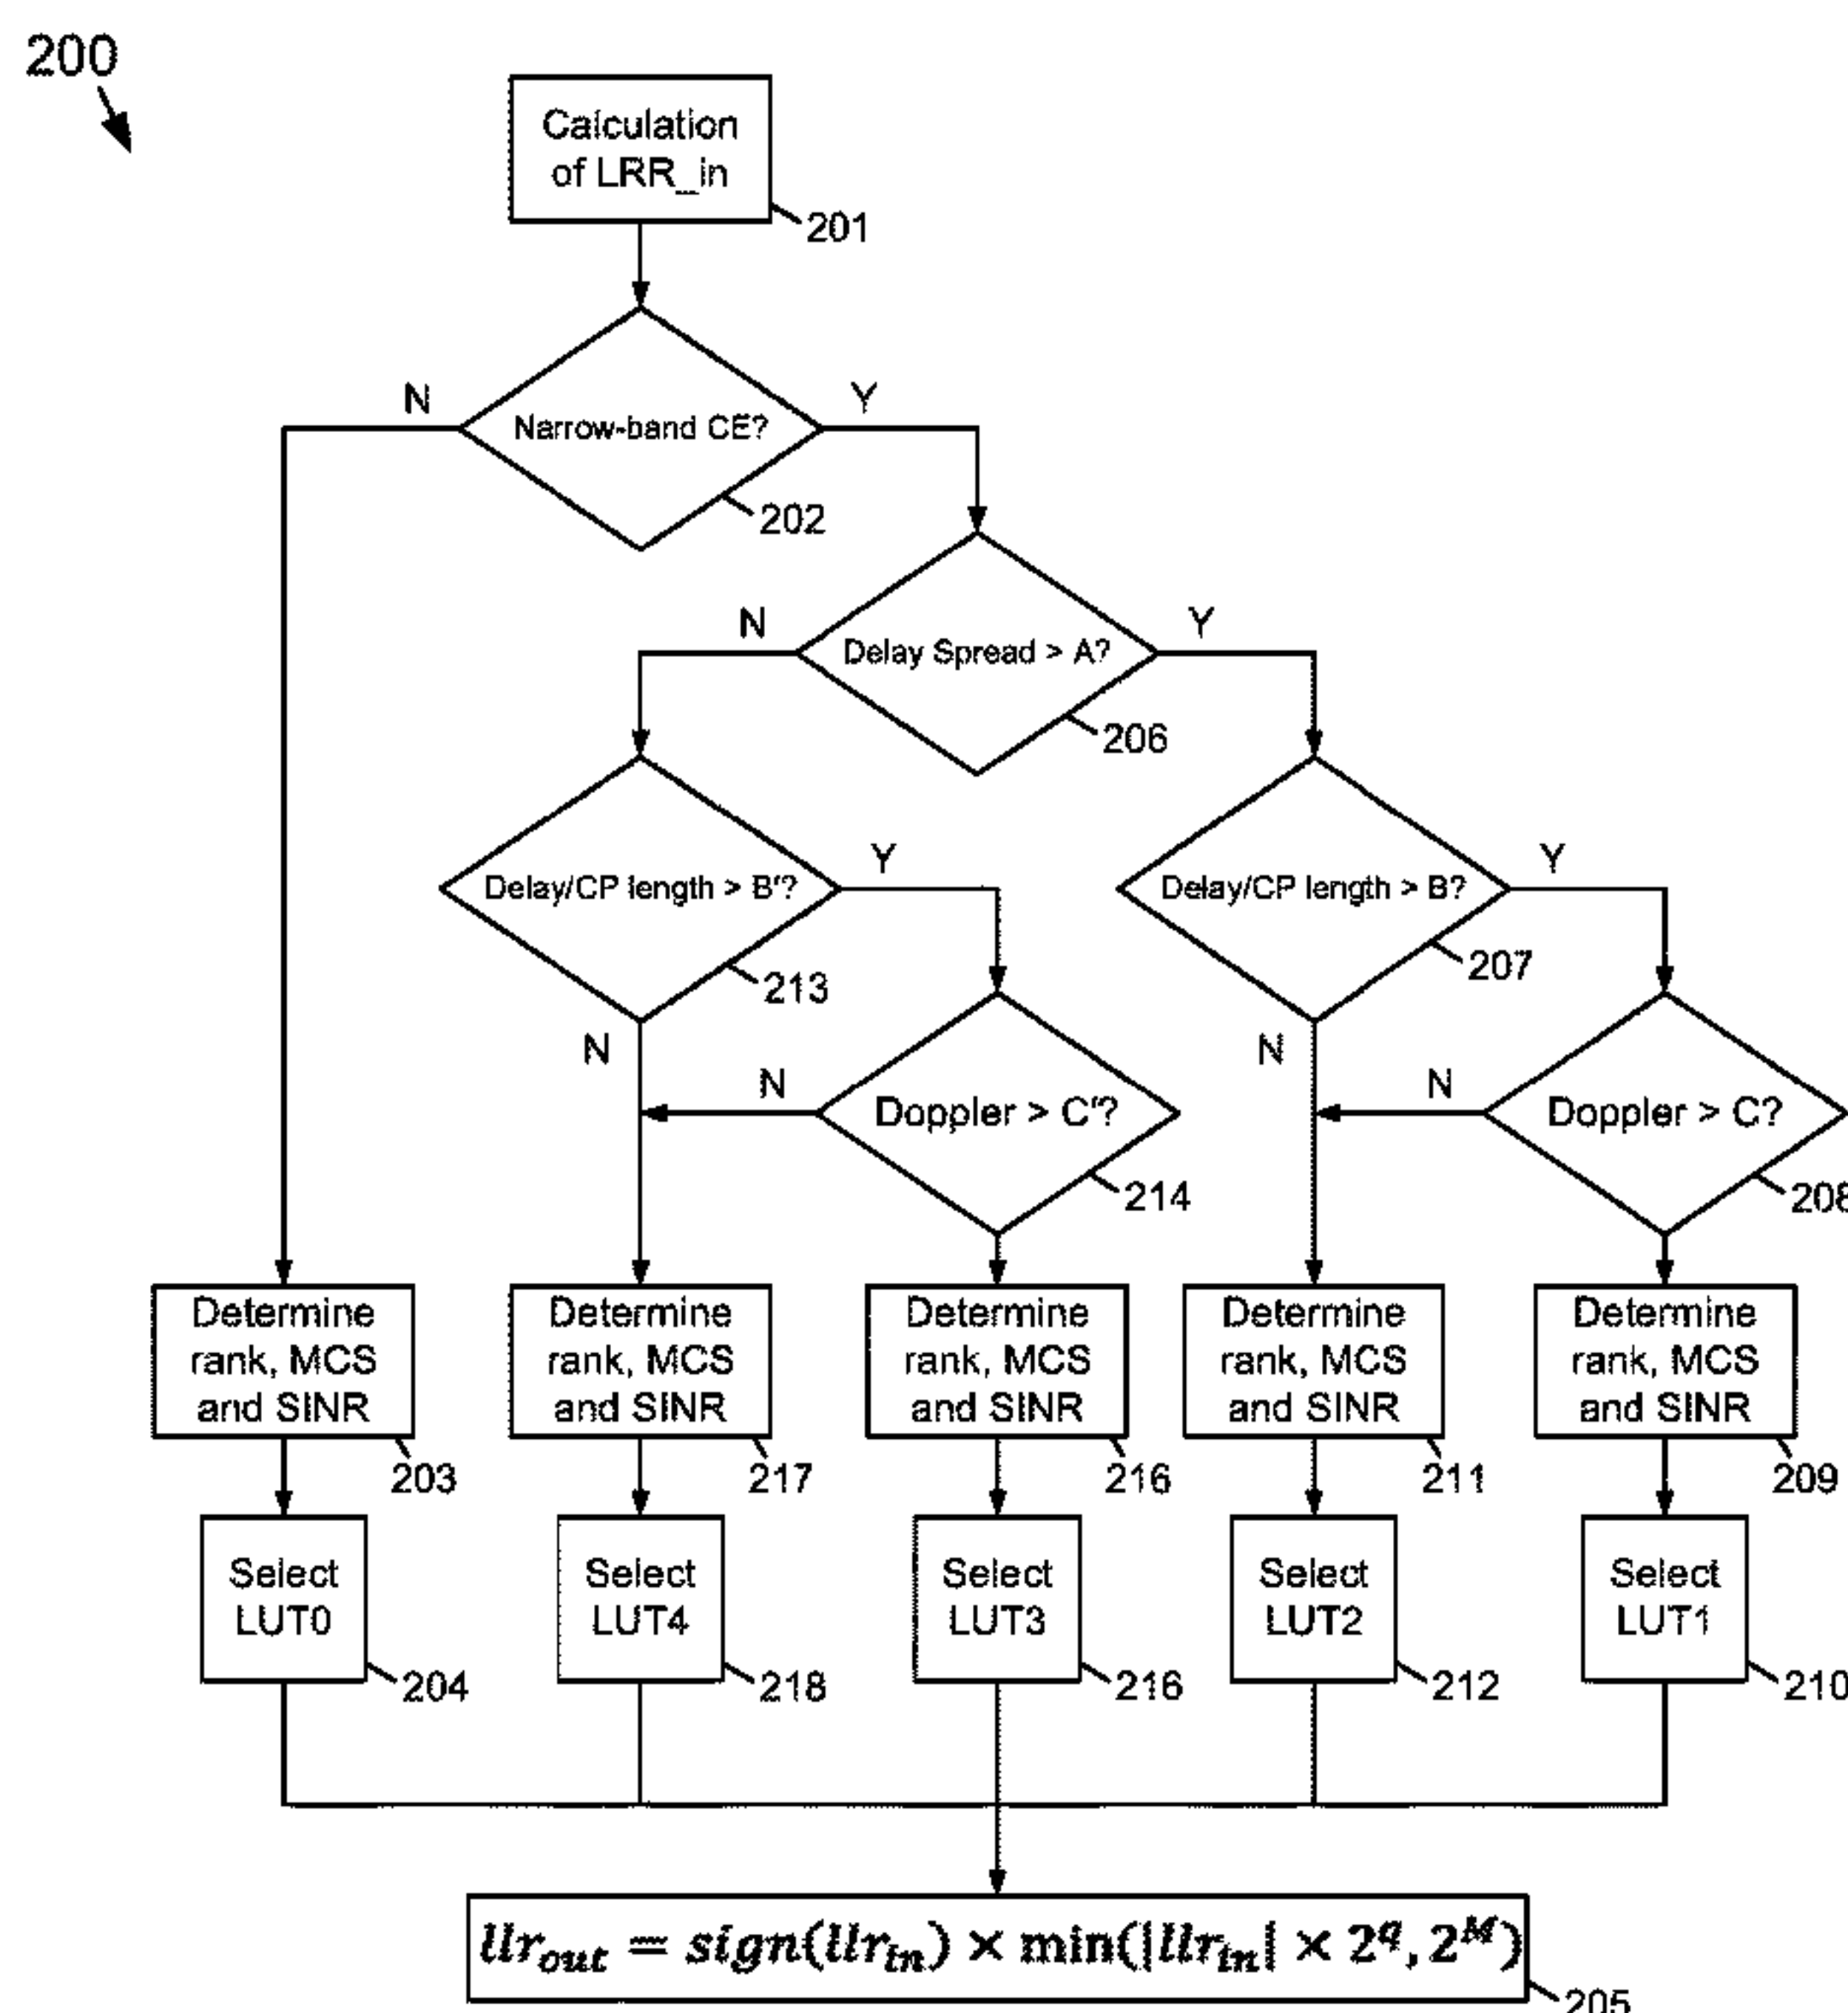 200
Calculation
of LRR_in
201
N
Y
Narrow-band CE?
202
N
Y
Delay Spread > A?
206
Y
Y
Delay/CP length > B'?
Delay/CP length > B?
213
207
N
N
N
N
Doppler > C'?
Doppler > C?
214
208
Determine
rank, MCS
and SINR
203
Determine
rank, MCS
and SINR
217
Determine
rank, MCS
and SINR
216
Determine
rank, MCS
and SINR
211
Determine
rank, MCS
and SINR
209
Select
LUT0
204
Select
LUT4
218
Select
LUT3
216
Select
LUT2
212
Select
LUT1
210
llr_out = sign(llr_in) × min(|llr_in| × 2^q, 2^M)
205